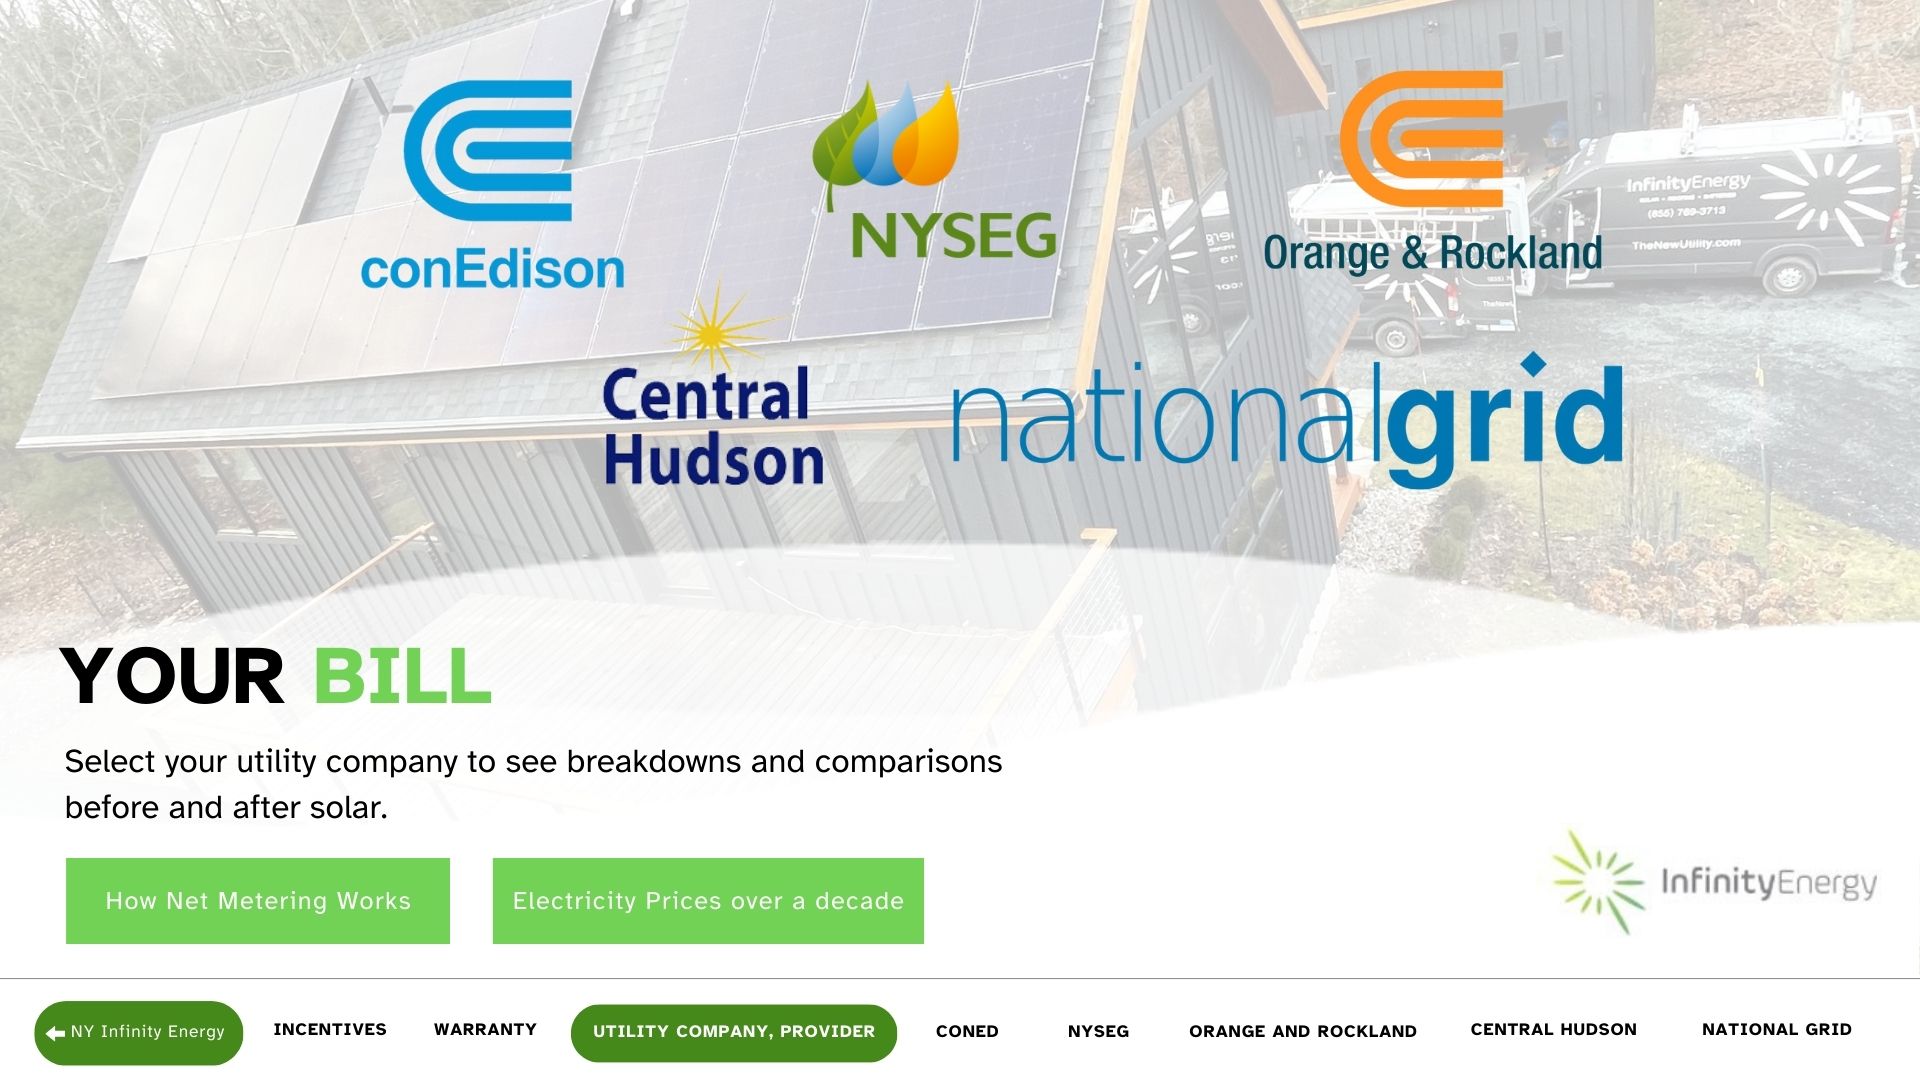 conEdison
NYSEG
Orange & Rockland
InfinityEnergy
(855) 769-3713
TheNewUtility.com
Central
Hudson
nationalgrid
YOUR BILL
Select your utility company to see breakdowns and comparisons
before and after solar.
How Net Metering Works
Electricity Prices over a decade
InfinityEnergy
NY Infinity Energy
INCENTIVES
WARRANTY
UTILITY COMPANY, PROVIDER
CONED
NYSEG
ORANGE AND ROCKLAND
CENTRAL HUDSON
NATIONAL GRID